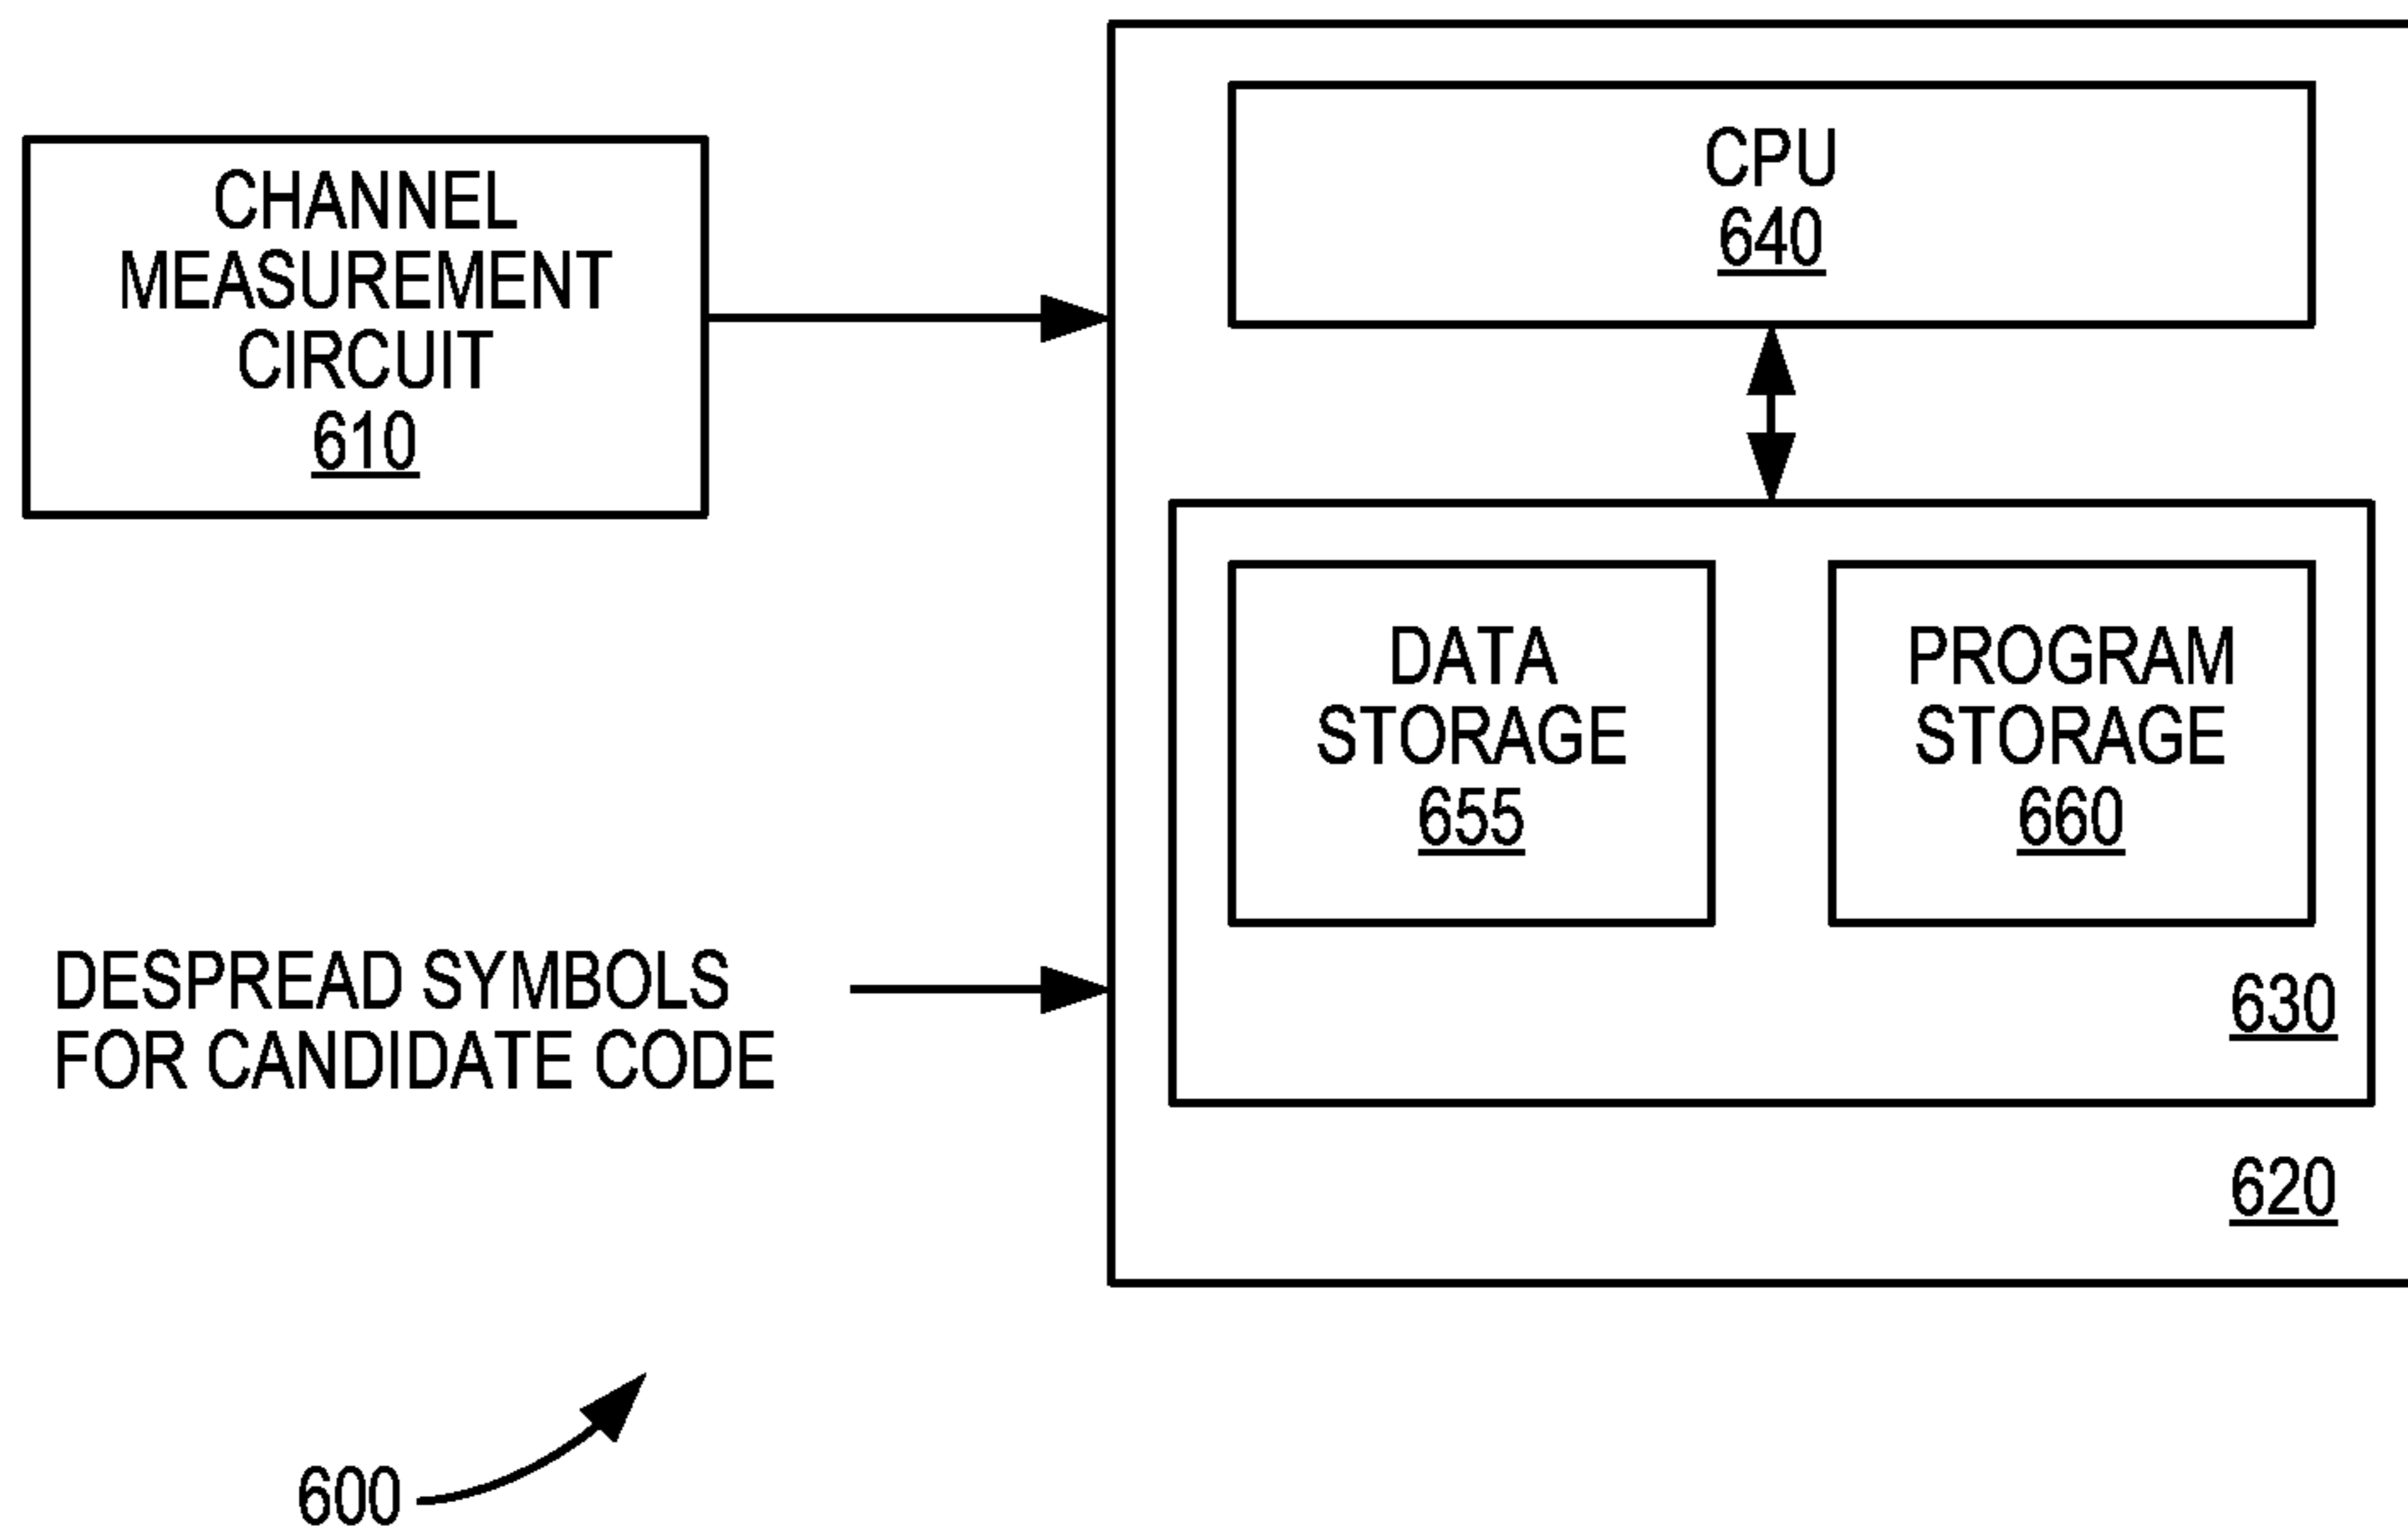 CHANNEL
MEASUREMENT
CIRCUIT
610
CPU
640
DATA
STORAGE
655
PROGRAM
STORAGE
660
630
620
DESPREAD SYMBOLS
FOR CANDIDATE CODE
600